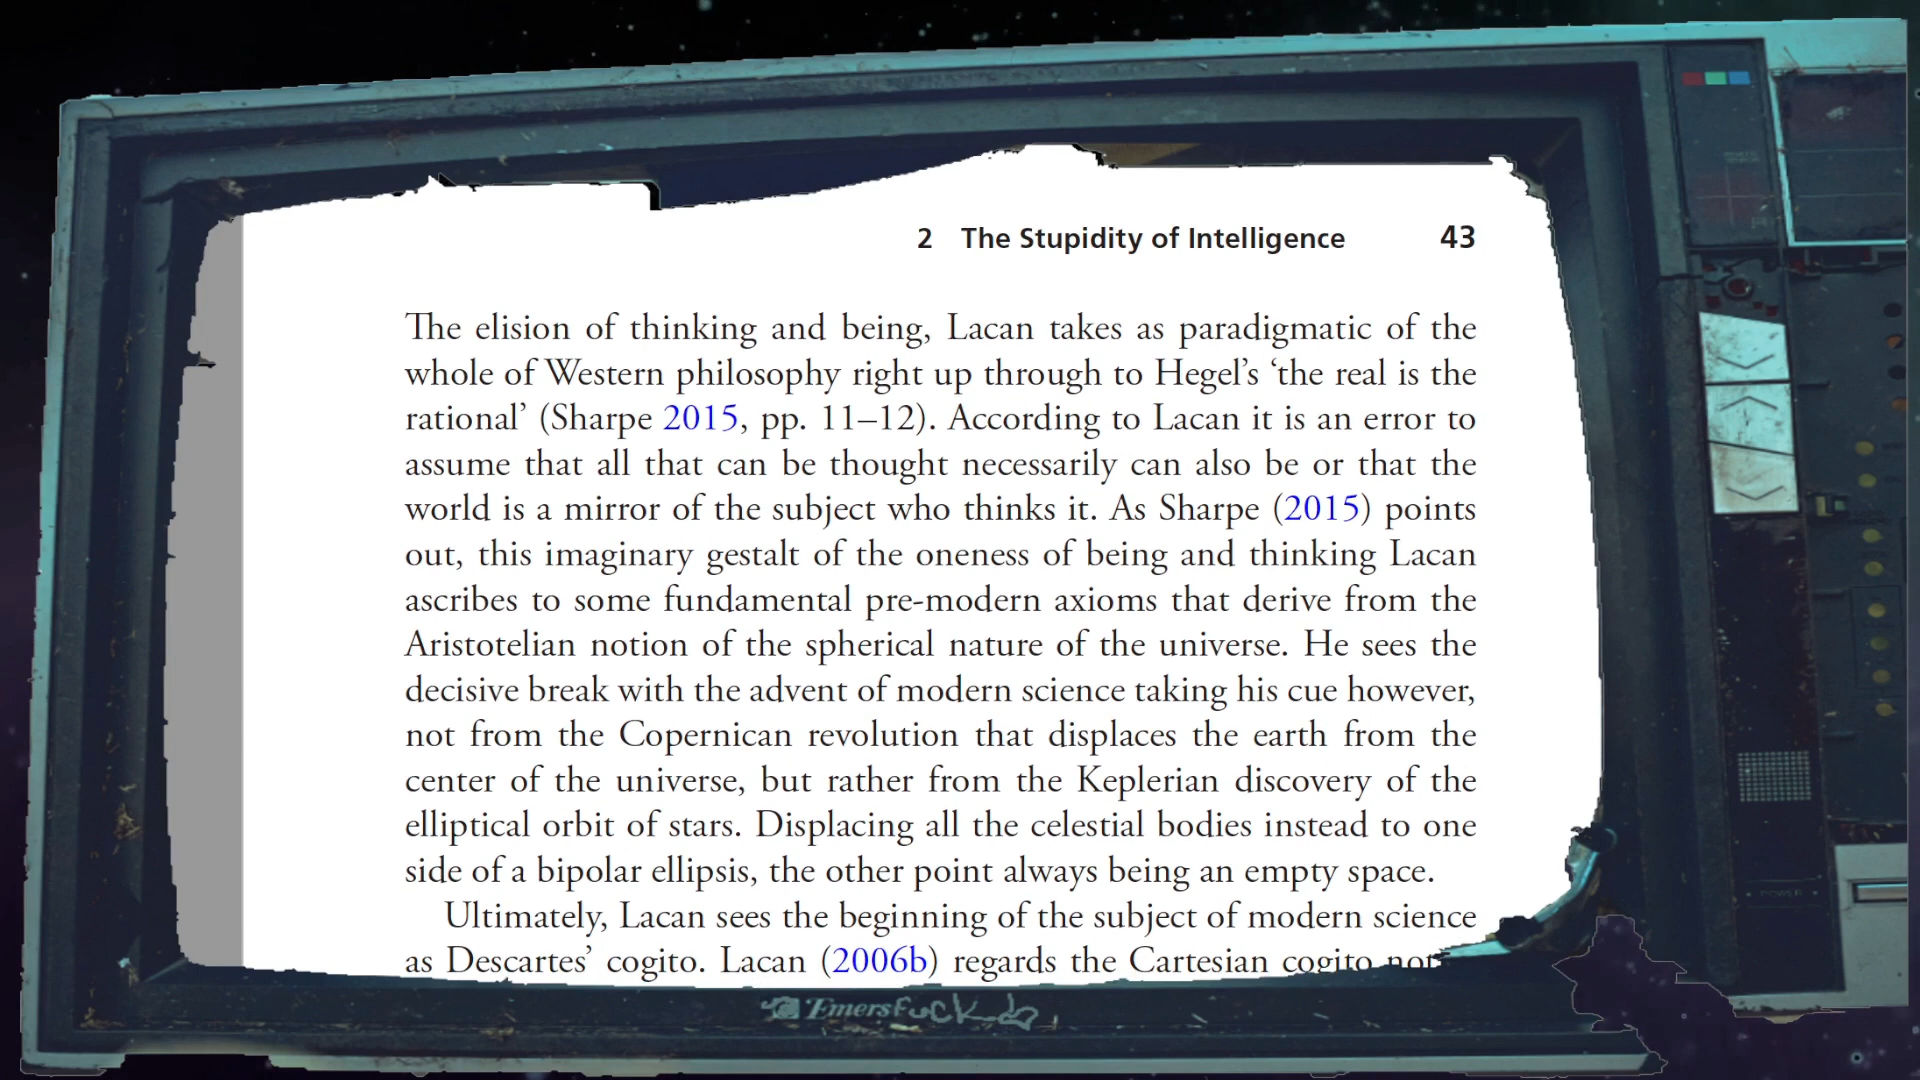 2 The Stupidity of Intelligence 43
The elision of thinking and being, Lacan takes as paradigmatic of the
whole of Western philosophy right up through to Hegel’s ‘the real is the
rational’ (Sharpe 2015, pp. 11–12). According to Lacan it is an error to
assume that all that can be thought necessarily can also be or that the
world is a mirror of the subject who thinks it. As Sharpe (2015) points
out, this imaginary gestalt of the oneness of being and thinking Lacan
ascribes to some fundamental pre-modern axioms that derive from the
Aristotelian notion of the spherical nature of the universe. He sees the
decisive break with the advent of modern science taking his cue however,
not from the Copernican revolution that displaces the earth from the
center of the universe, but rather from the Keplerian discovery of the
elliptical orbit of stars. Displacing all the celestial bodies instead to one
side of a bipolar ellipsis, the other point always being an empty space.
Ultimately, Lacan sees the beginning of the subject of modern science
as Descartes’ cogito. Lacan (2006b) regards the Cartesian cogito not
POWER